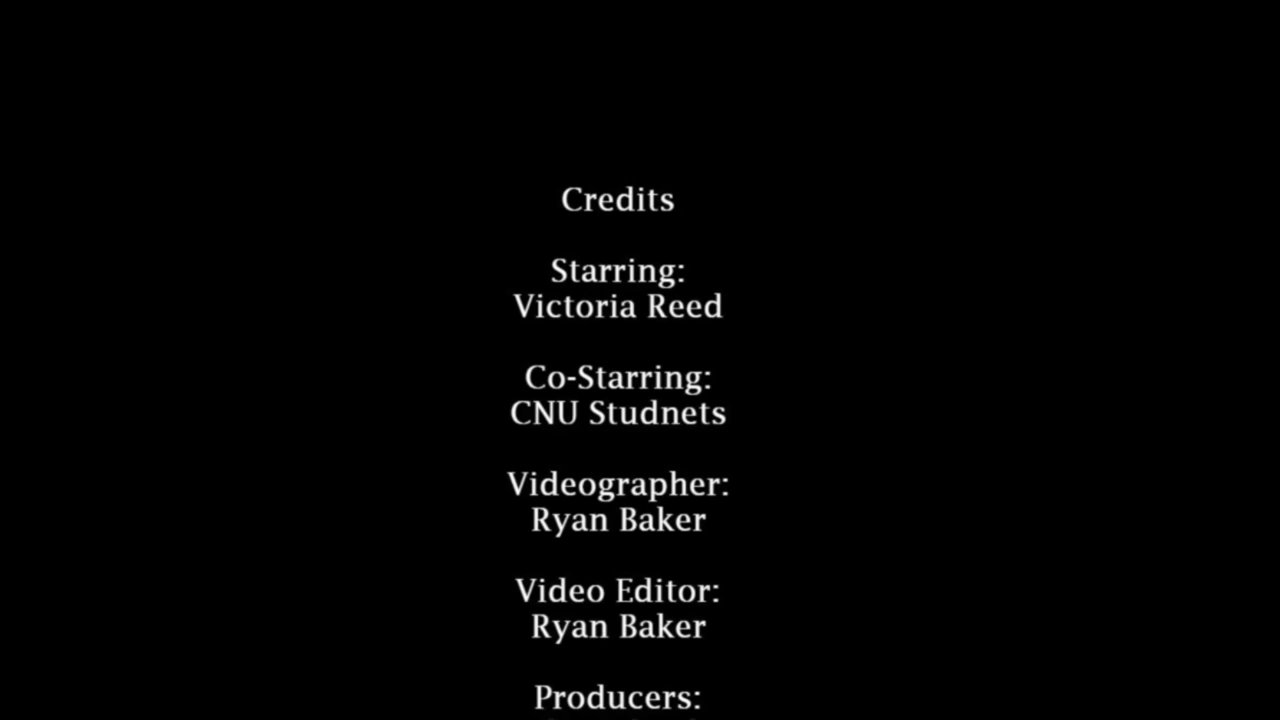 Credits
Starring:
Victoria Reed
Co-Starring:
CNU Studnets
Videographer:
Ryan Baker
Video Editor:
Ryan Baker
Producers: